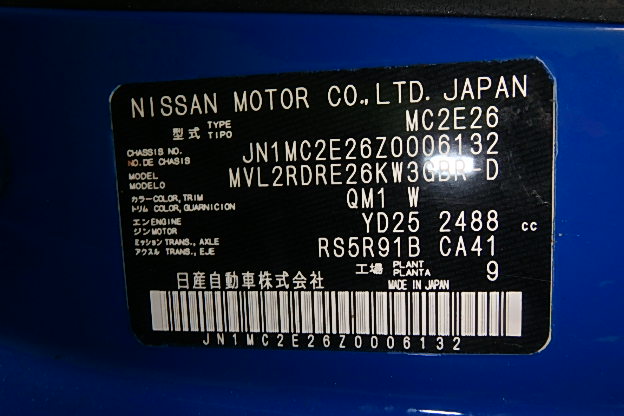 NISSAN MOTOR CO.,LTD. JAPAN
型式 TYPE TIPO MC2E26
CHASSIS NO. NO.DE CHASIS JN1MC2E26Z0006132
MODEL MODELO MVL2RDRE26KW3GBR-D
カラー COLOR, TRIM トリム COLOR, GUARNICION QM1 W
エンジン ENGINE MOTOR YD25 2488 cc
ミッション TRANS., AXLE アクスル TRANS., EJE RS5R91B CA41
工場 PLANT PLANTA 9
日産自動車株式会社 MADE IN JAPAN
JN1MC2E26Z0006132